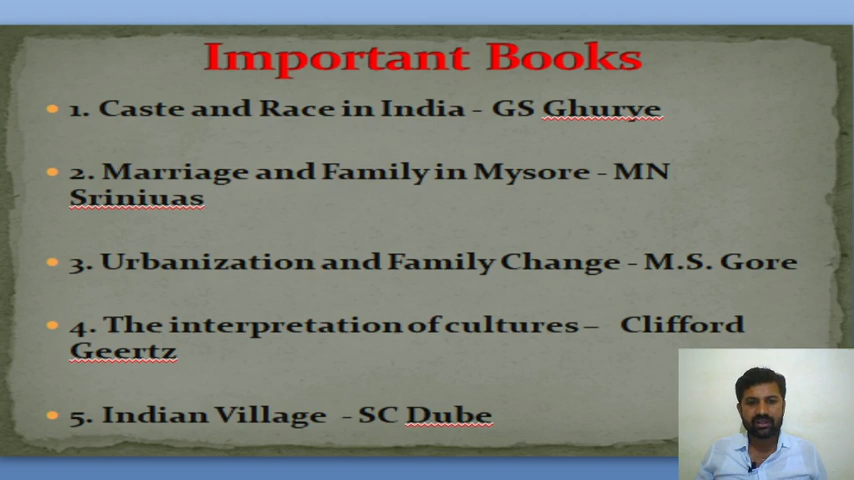 Important Books
• 1. Caste and Race in India - GS Ghurye
• 2. Marriage and Family in Mysore - MN
Sriniuas
• 3. Urbanization and Family Change - M.S. Gore
• 4. The interpretation of cultures – Clifford
Geertz
• 5. Indian Village - SC Dube